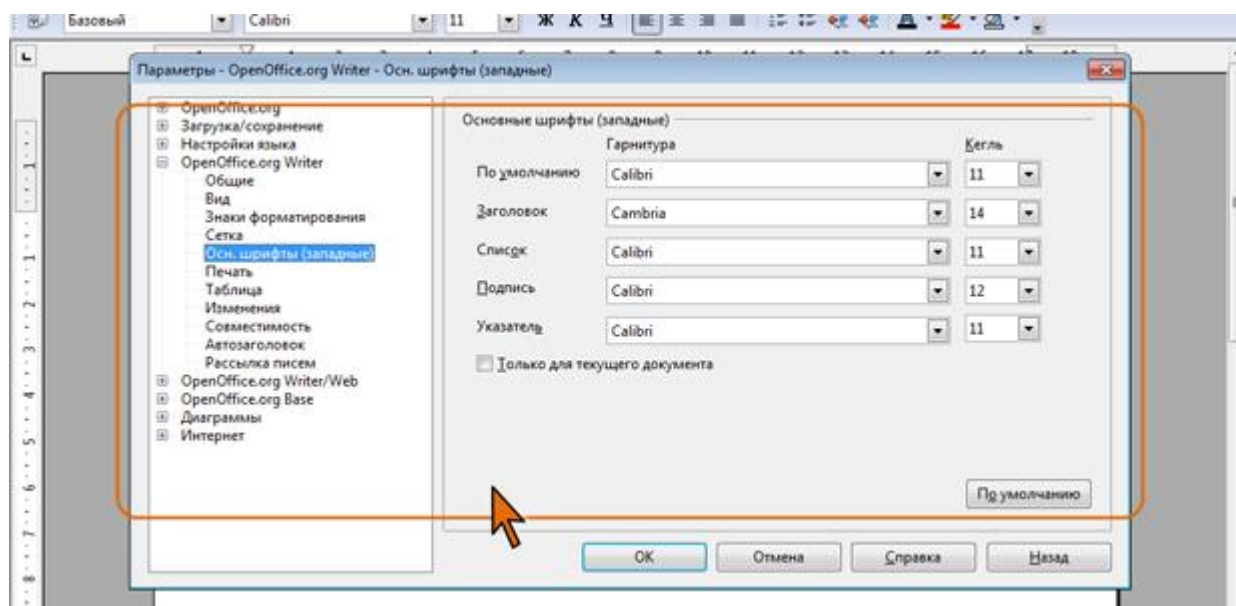 Базовый Calibri 11 Ж К Ч
Параметры - OpenOffice.org Writer - Осн. шрифты (западные)
OpenOffice.org
Загрузка/сохранение
Настройки языка
OpenOffice.org Writer
Общие
Вид
Знаки форматирования
Сетка
Осн. шрифты (западные)
Печать
Таблица
Изменения
Совместимость
Автозаголовок
Рассылка писем
OpenOffice.org Writer/Web
OpenOffice.org Base
Диаграммы
Интернет
Основные шрифты (западные)
Гарнитура Кегль
По умолчанию Calibri 11
Заголовок Cambria 14
Список Calibri 11
Подпись Calibri 12
Указатель Calibri 11
Только для текущего документа
По умолчанию
OK Отмена Справка Назад